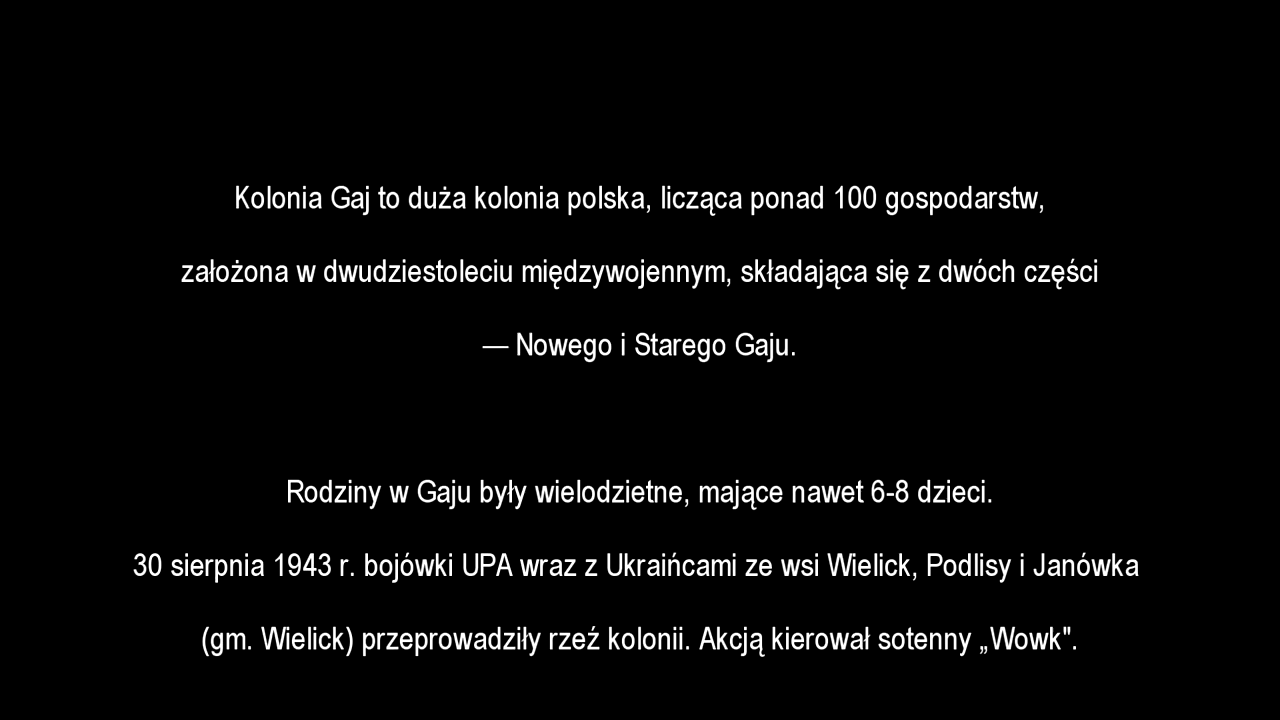 Kolonia Gaj to duża kolonia polska, licząca ponad 100 gospodarstw,
założona w dwudziestoleciu międzywojennym, składająca się z dwóch części
— Nowego i Starego Gaju.
Rodziny w Gaju były wielodzietne, mające nawet 6-8 dzieci.
30 sierpnia 1943 r. bojówki UPA wraz z Ukraińcami ze wsi Wielick, Podlisy i Janówka
(gm. Wielick) przeprowadziły rzeź kolonii. Akcją kierował sotenny „Wowk".